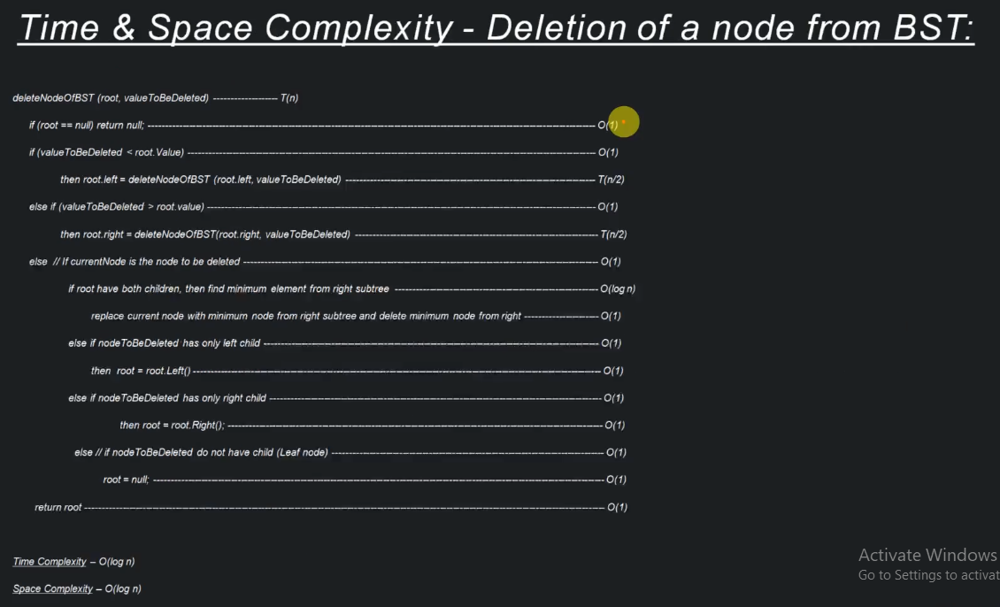 Time & Space Complexity - Deletion of a node from BST:
deleteNodeOfBST (root, valueToBeDeleted) ------------------- T(n)
if (root == null) return null; ------------------------------------------------ O(1)
if (valueToBeDeleted < root.Value) ------------------------------------------------ O(1)
then root.left = deleteNodeOfBST (root.left, valueToBeDeleted) ------------------------------------------------ T(n/2)
else if (valueToBeDeleted > root.value) ------------------------------------------------ O(1)
then root.right = deleteNodeOfBST(root.right, valueToBeDeleted) ------------------------------------------------ T(n/2)
else // If currentNode is the node to be deleted ------------------------------------------------ O(1)
if root have both children, then find minimum element from right subtree ------------------------------------------------ O(log n)
replace current node with minimum node from right subtree and delete minimum node from right --------------------- O(1)
else if nodeToBeDeleted has only left child ------------------------------------------------ O(1)
then root = root.Left() ------------------------------------------------ O(1)
else if nodeToBeDeleted has only right child ------------------------------------------------ O(1)
then root = root.Right(); ------------------------------------------------ O(1)
else // if nodeToBeDeleted do not have child (Leaf node) ------------------------------------------------ O(1)
root = null; ------------------------------------------------ O(1)
return root ------------------------------------------------ O(1)
Time Complexity – O(log n)
Space Complexity – O(log n)
Activate Windows
Go to Settings to activat